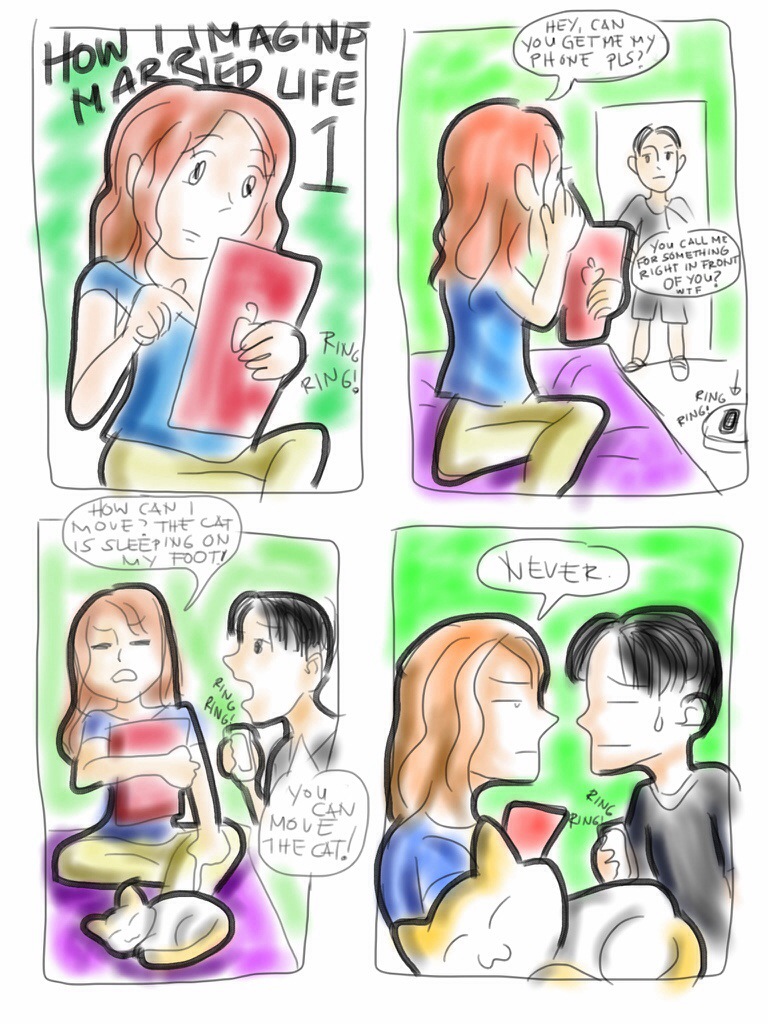 HOW I IMAGINE
MARRIED LIFE
1
RING
RING!
HEY, CAN
YOU GET ME MY
PHONE PLS?
YOU CALL ME
FOR SOMETHING
RIGHT IN FRONT
OF YOU?
WTF
RING
RING!
HOW CAN I
MOVE? THE CAT
IS SLEEPING ON
MY FOOT!
RING
RING!
YOU
CAN
MOVE
THE CAT!
NEVER.
RING
RING!